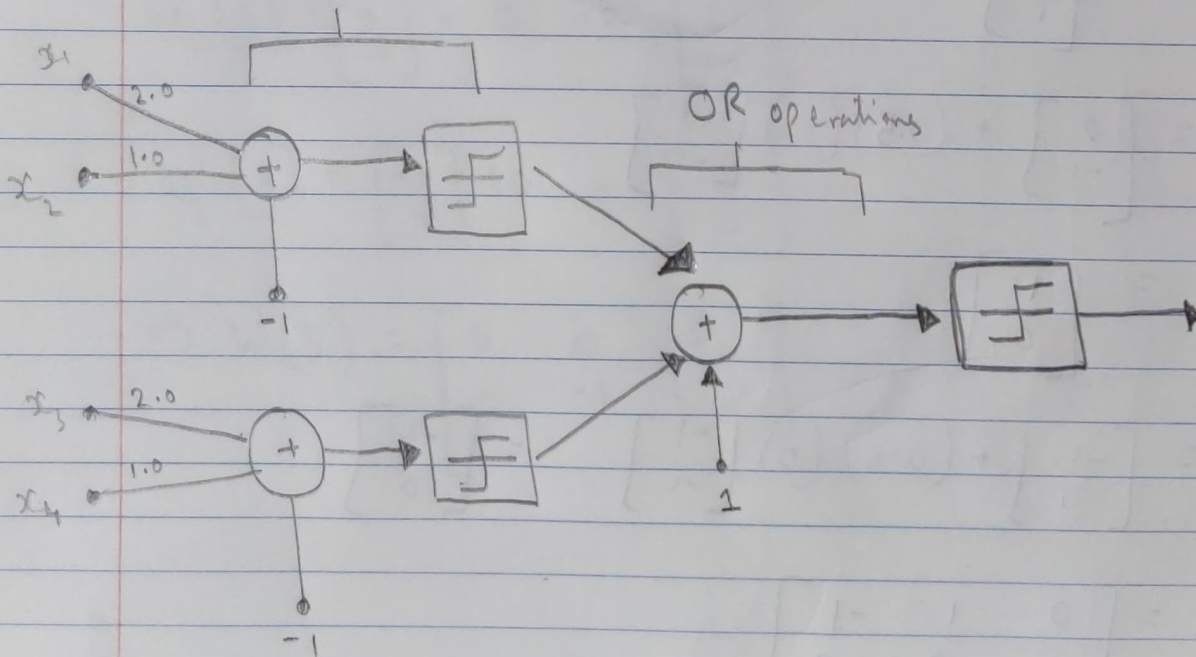 x₁
2.0
+
1.0
x₂
-1
OR operations
+
1
x₃
2.0
+
1.0
x₄
-1